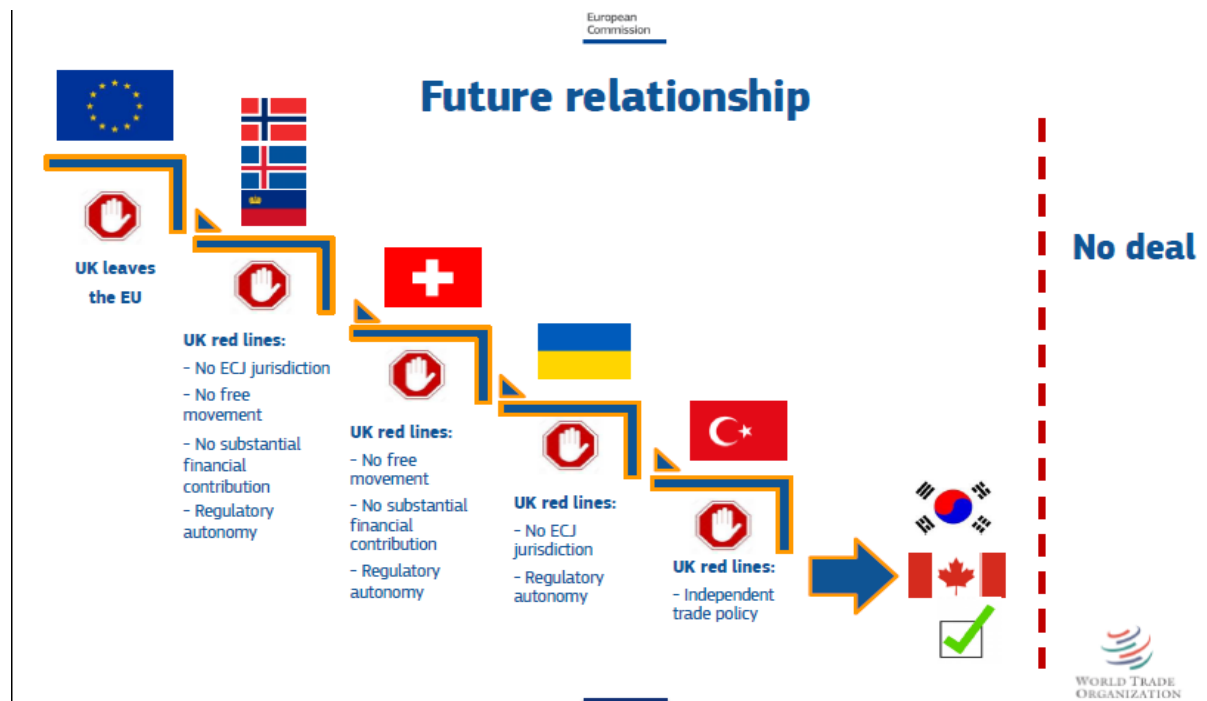 European
Commission
Future relationship
UK leaves
the EU
UK red lines:
- No ECJ jurisdiction
- No free
movement
- No substantial
financial
contribution
- Regulatory
autonomy
UK red lines:
- No free
movement
- No substantial
financial
contribution
- Regulatory
autonomy
UK red lines:
- No ECJ
jurisdiction
- Regulatory
autonomy
UK red lines:
- Independent
trade policy
No deal
WORLD TRADE
ORGANIZATION